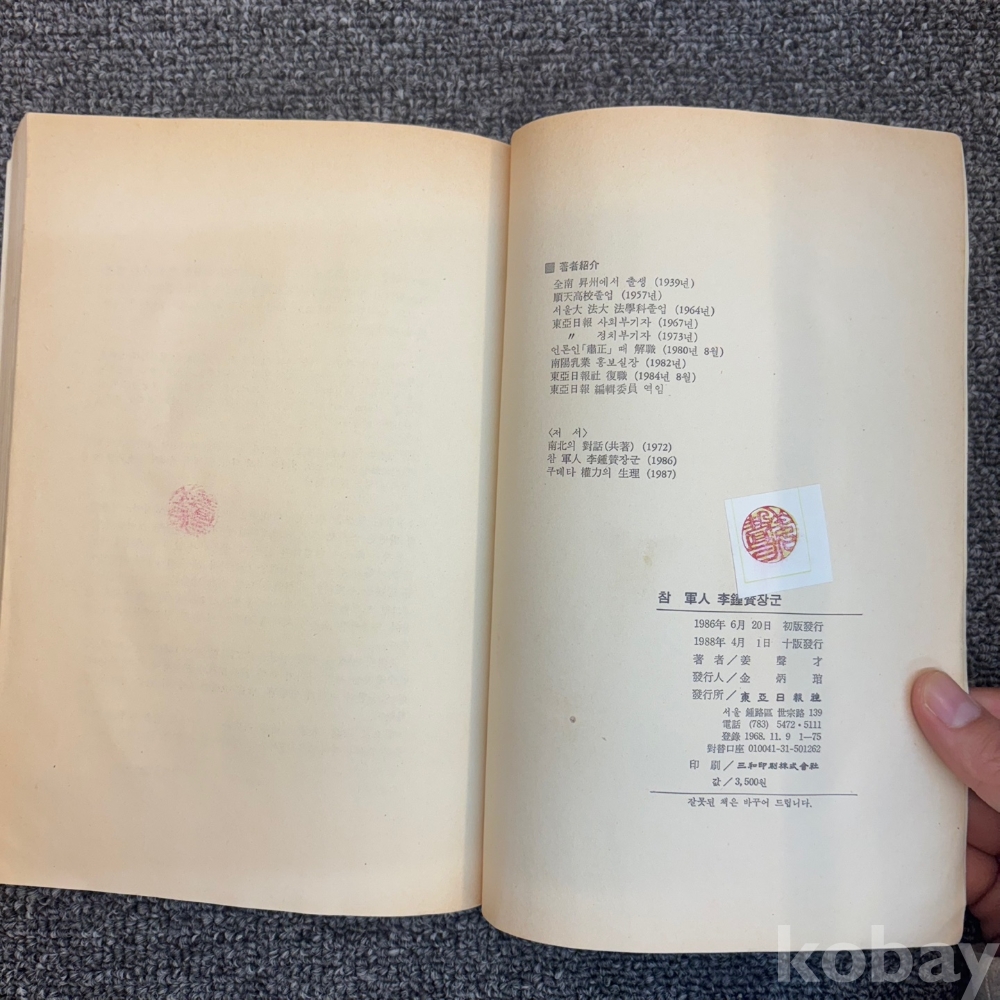 ■ 著者紹介
全南 昇州에서 출생 (1939년)
順天高校졸업 (1957년)
서울大 法大 法學科졸업 (1964년)
東亞日報 사회부기자 (1967년)
〃 정치부기자 (1973년)
언론인「肅正」때 解職 (1980년 8월)
南陽乳業 홍보실장 (1982년)
東亞日報社 復職 (1984년 8월)
東亞日報 編輯委員 역임
〈저 서〉
南北의 對話(共著) (1972)
참 軍人 李鍾贊장군 (1986)
쿠데타 權力의 生理 (1987)
참 軍人 李鍾贊장군
1986年 6月 20日 初版發行
1988年 4月 1日 十版發行
著 者／姜 聲 才
發行人／金 炳 琯
發行所／東亞日報社
서울 鍾路區 世宗路 139
電話 (783) 5472・5111
登錄 1968. 11. 9 1—75
對替口座 010041-31-501262
印 刷／三和印刷株式會社
값／3,500원
잘못된 책은 바꾸어 드립니다.
kobay